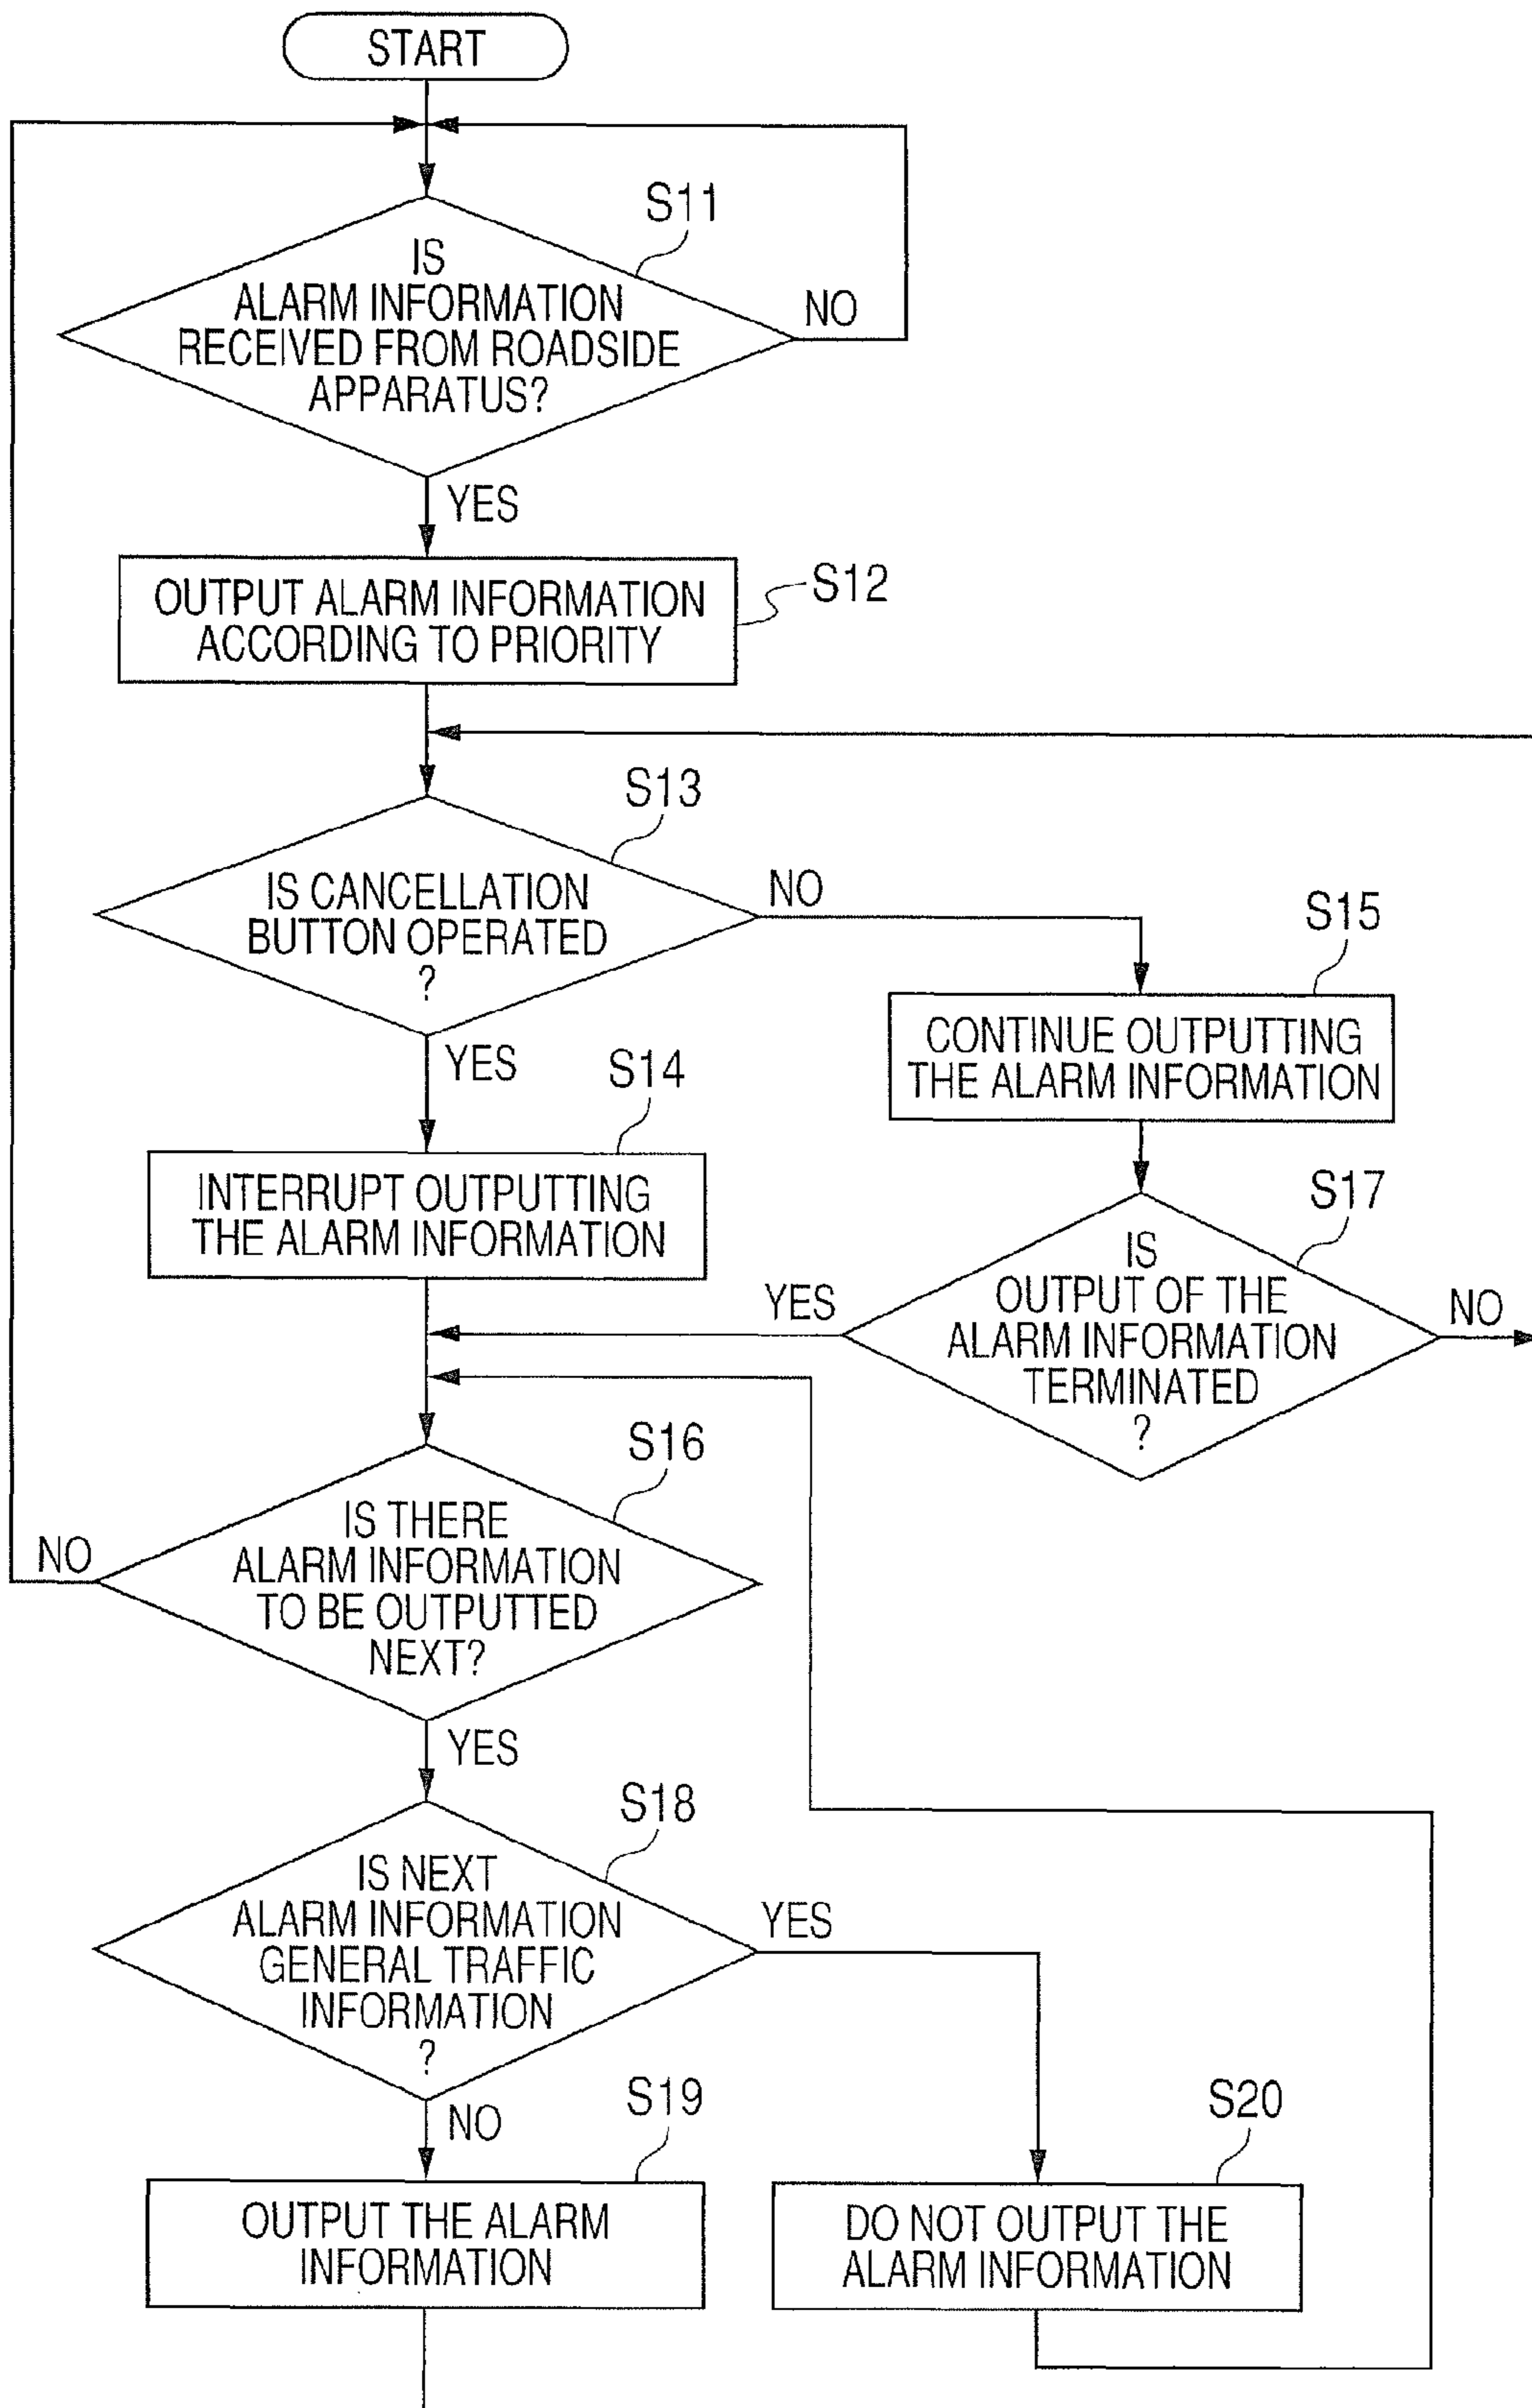 START
S11
IS
ALARM INFORMATION
RECEIVED FROM ROADSIDE
APPARATUS?
NO
YES
OUTPUT ALARM INFORMATION
ACCORDING TO PRIORITY
S12
S13
IS CANCELLATION
BUTTON OPERATED
?
NO
YES
S15
CONTINUE OUTPUTTING
THE ALARM INFORMATION
S14
INTERRUPT OUTPUTTING
THE ALARM INFORMATION
S17
IS
OUTPUT OF THE
ALARM INFORMATION
TERMINATED
?
YES
NO
S16
IS THERE
ALARM INFORMATION
TO BE OUTPUTTED
NEXT?
NO
YES
S18
IS NEXT
ALARM INFORMATION
GENERAL TRAFFIC
INFORMATION
?
YES
NO
S19
OUTPUT THE ALARM
INFORMATION
S20
DO NOT OUTPUT THE
ALARM INFORMATION